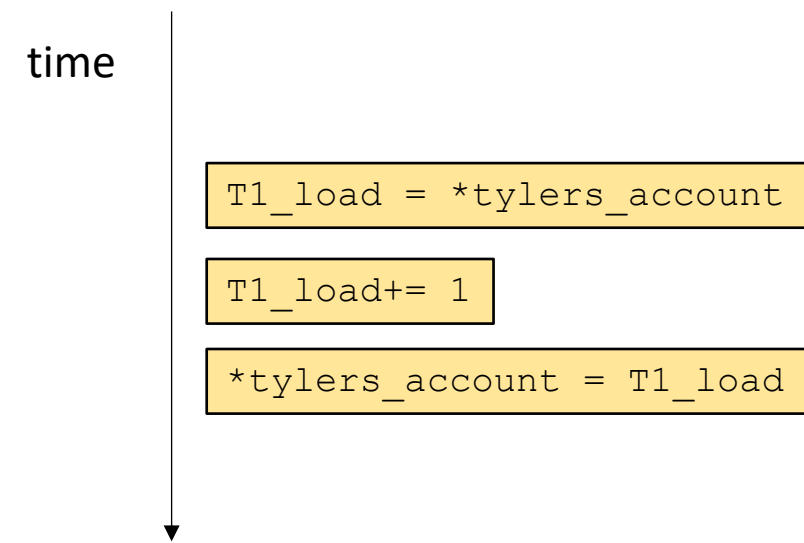 time
T1_load = *tylers_account
T1_load+= 1
*tylers_account = T1_load